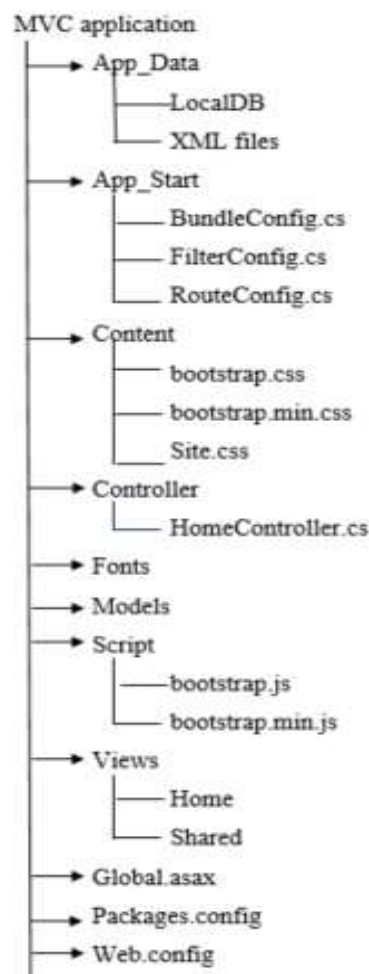 MVC application
App_Data
LocalDB
XML files
App_Start
BundleConfig.cs
FilterConfig.cs
RouteConfig.cs
Content
bootstrap.css
bootstrap.min.css
Site.css
Controller
HomeController.cs
Fonts
Models
Script
bootstrap.js
bootstrap.min.js
Views
Home
Shared
Global.asax
Packages.config
Web.config